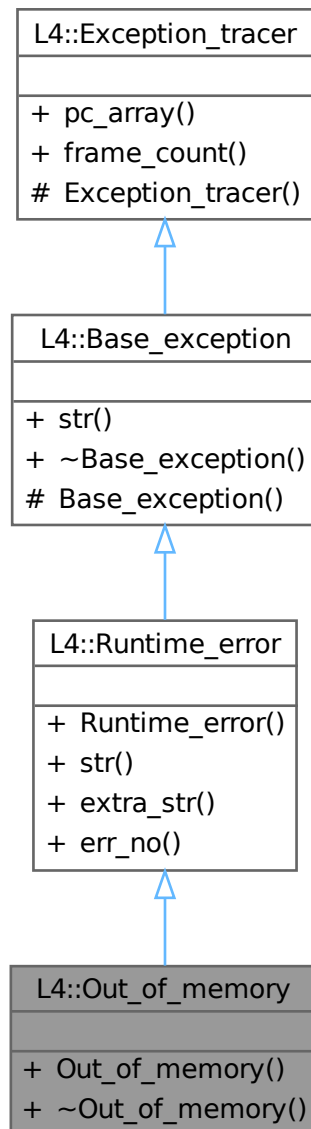 L4::Exception_tracer
+ pc_array()
+ frame_count()
# Exception_tracer()
L4::Base_exception
+ str()
+ ~Base_exception()
# Base_exception()
L4::Runtime_error
+ Runtime_error()
+ str()
+ extra_str()
+ err_no()
L4::Out_of_memory
+ Out_of_memory()
+ ~Out_of_memory()